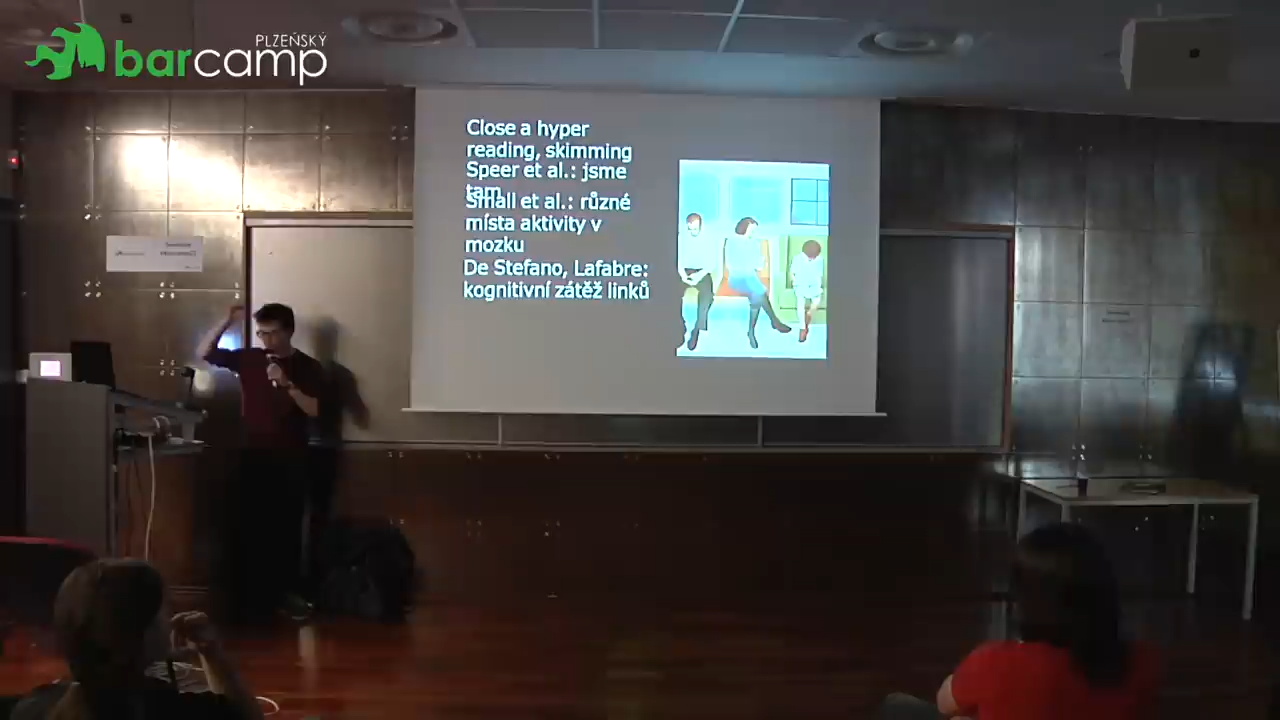 PLZEŇSKÝ
barcamp
Close a hyper
reading, skimming
Speer et al.: jsme
tam
Small et al.: různé
místa aktivity v
mozku
De Stefano, Lafabre:
kognitivní zátěž linků